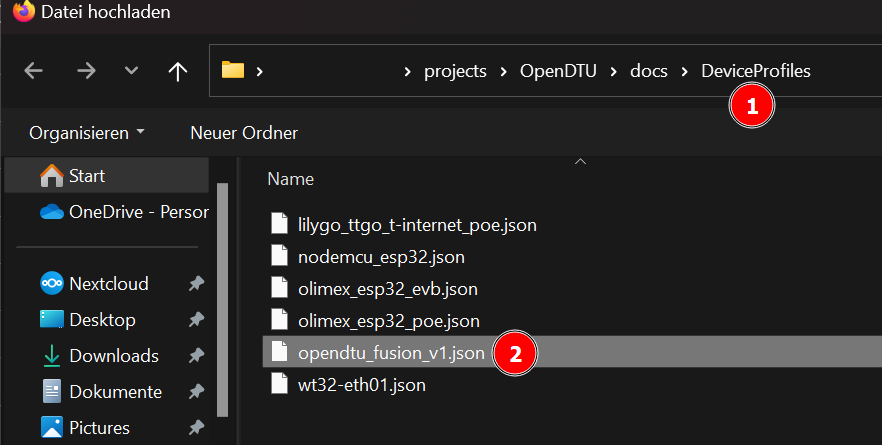 Datei hochladen
projects > OpenDTU > docs > DeviceProfiles
1
Organisieren Neuer Ordner
Start
OneDrive - Persor
Nextcloud
Desktop
Downloads
Dokumente
Pictures
Name
lilygo_ttgo_t-internet_poe.json
nodemcu_esp32.json
olimex_esp32_evb.json
olimex_esp32_poe.json
opendtu_fusion_v1.json 2
wt32-eth01.json